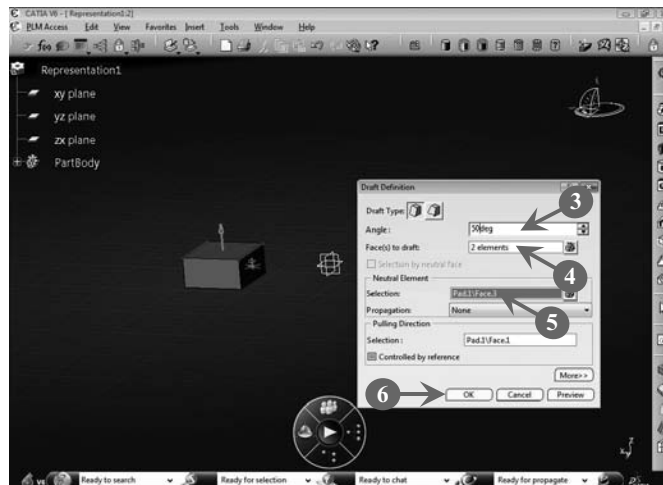 CATIA V6 - [Representation1.2]
PLM Access Edit View Favorites Insert Tools Window Help
Representation1
xy plane
yz plane
zx plane
PartBody
Draft Definition
Draft Type:
Angle: 50deg
3
Face(s) to draft: 2 elements
4
Selection by neutral face
Neutral Element
Selection: Pad.1\Face.3
5
Propagation: None
Pulling Direction
Selection : Pad.1\Face.1
Controlled by reference
More>>
6
OK Cancel Preview
V6 Ready to search Ready for selection Ready to chat Ready for propagate